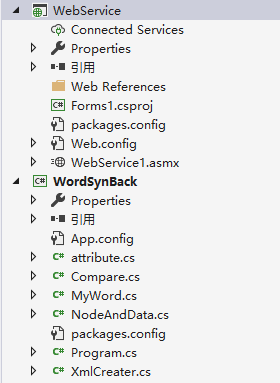 WebService
Connected Services
Properties
引用
Web References
Forms1.csproj
packages.config
Web.config
WebService1.asmx
WordSynBack
Properties
引用
App.config
attribute.cs
Compare.cs
MyWord.cs
NodeAndData.cs
packages.config
Program.cs
XmlCreater.cs